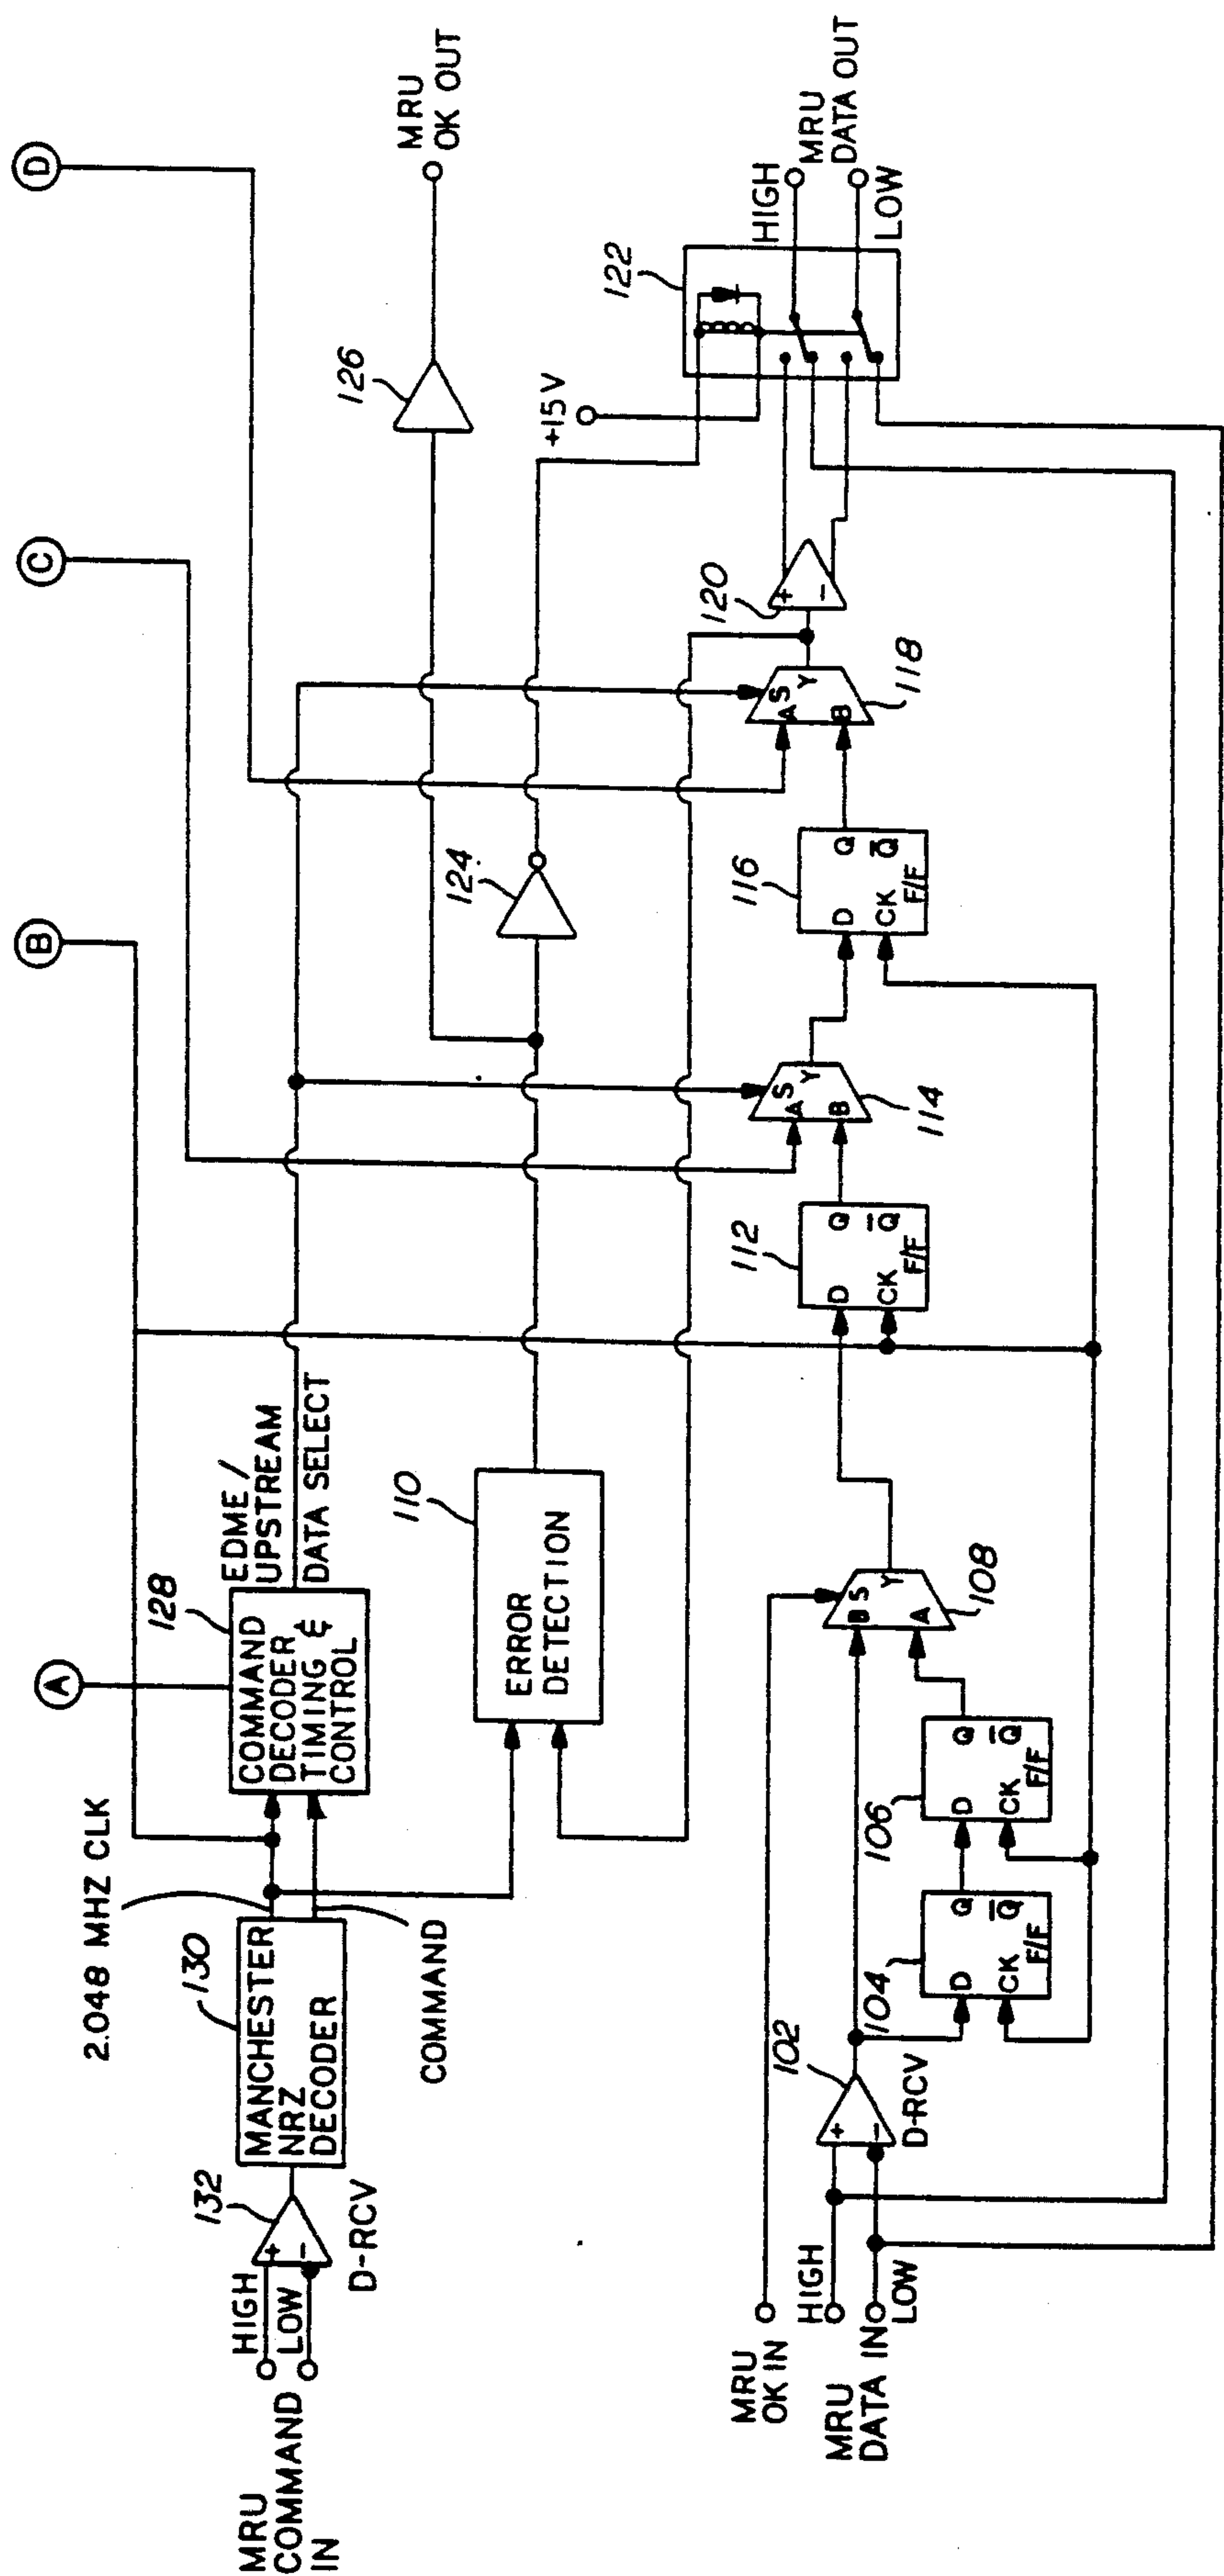 A
B
C
D
MRU
COMMAND
IN
HIGH
LOW
132
D-RCV
130
MANCHESTER
NRZ
DECODER
2.048 MHZ CLK
COMMAND
128
COMMAND
DECODER
TIMING &
CONTROL
EDME /
UPSTREAM
DATA SELECT
110
ERROR
DETECTION
124
126
MRU
OK OUT
+15V
122
HIGH
MRU
DATA OUT
LOW
MRU
OK IN
MRU
DATA IN
HIGH
LOW
102
+
–
D-RCV
104
D Q
CK Q̅
F/F
106
D Q
CK Q̅
F/F
B S
Y
A
108
112
D Q
CK Q̅
F/F
A S
Y
B
114
116
D Q
CK Q̅
F/F
A S
Y
B
118
120
+
–
+
–